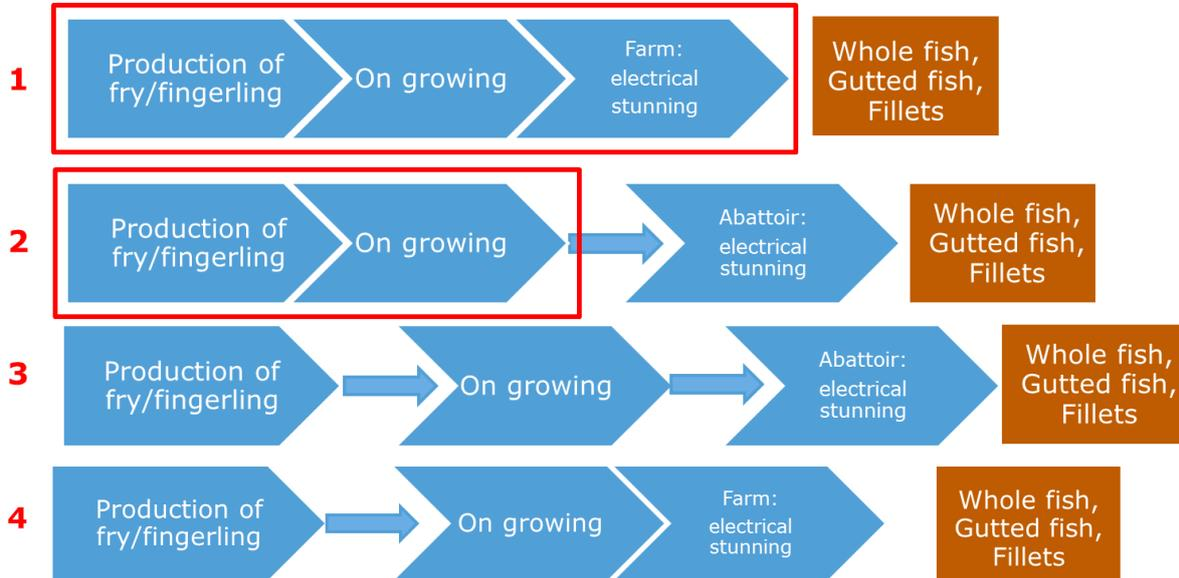 1
Production of
fry/fingerling
On growing
Farm:
electrical
stunning
Whole fish,
Gutted fish,
Fillets
2
Production of
fry/fingerling
On growing
Abattoir:
electrical
stunning
Whole fish,
Gutted fish,
Fillets
3
Production of
fry/fingerling
On growing
Abattoir:
electrical
stunning
Whole fish,
Gutted fish,
Fillets
4
Production of
fry/fingerling
On growing
Farm:
electrical
stunning
Whole fish,
Gutted fish,
Fillets